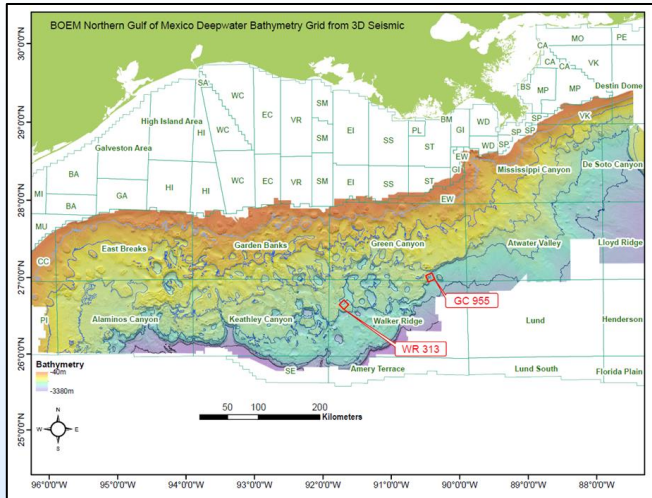 BOEM Northern Gulf of Mexico Deepwater Bathymetry Grid from 3D Seismic
30°0'N
29°0'N
28°0'N
27°0'N
26°0'N
25°0'N
MO PE
CA
VK
CA CA
BS MP MP
Destin Dome
SA
WC
High Island Area
WC EC VR SM
SM
EI SS
PL
ST
BM
GI WD
WD
SP SP
SP
VK
Galveston Area
HI
De Soto Canyon
EW
GI
Mississippi Canyon
MI
BA
BA GA HI HI WC EC VR SM EI SS ST
EW
MU
CC
East Breaks
Garden Banks
Green Canyon
Atwater Valley
Lloyd Ridge
GC 955
PI
Alaminos Canyon
Keathley Canyon
Walker Ridge
Lund
Henderson
WR 313
SE
Amery Terrace
Lund South
Florida Plain
Bathymetry
-40m
-3380m
N
W E
S
50 100 200
Kilometers
96°0'0"W 95°0'0"W 94°0'0"W 93°0'0"W 92°0'0"W 91°0'0"W 90°0'0"W 89°0'0"W 88°0'0"W